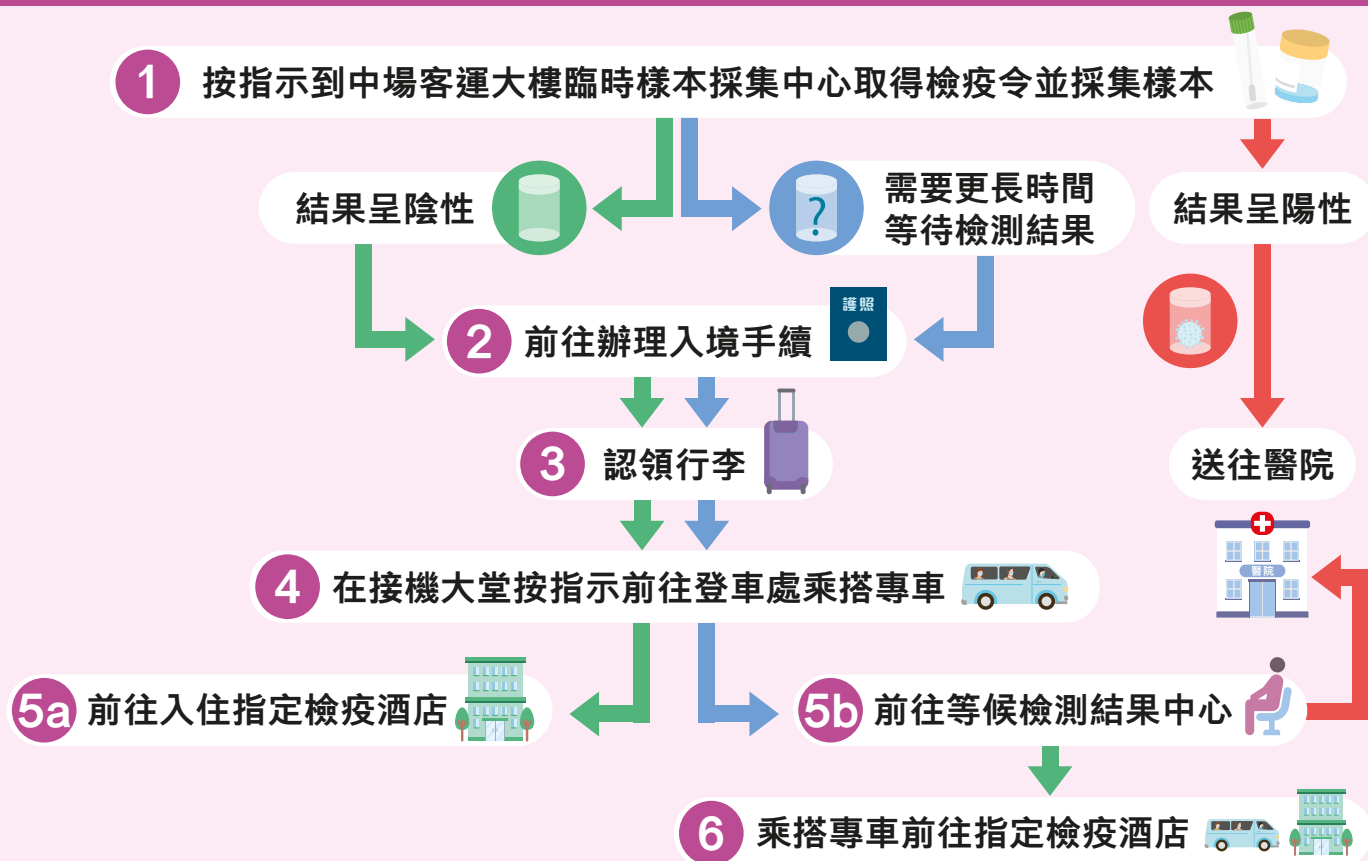 1 按指示到中場客運大樓臨時樣本採集中心取得檢疫令並採集樣本
結果呈陰性
?
需要更長時間
等待檢測結果
結果呈陽性
2 前往辦理入境手續
護照
3 認領行李
送往醫院
醫院
4 在接機大堂按指示前往登車處乘搭專車
5a 前往入住指定檢疫酒店
5b 前往等候檢測結果中心
6 乘搭專車前往指定檢疫酒店